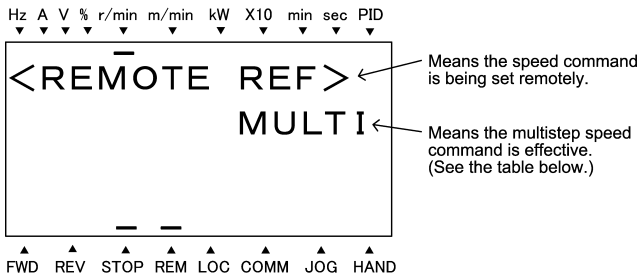 Hz A V % r/min m/min kW X10 min sec PID
<REMOTE REF>
Means the speed command
is being set remotely.
MULTI
Means the multistep speed
command is effective.
(See the table below.)
FWD REV STOP REM LOC COMM JOG HAND